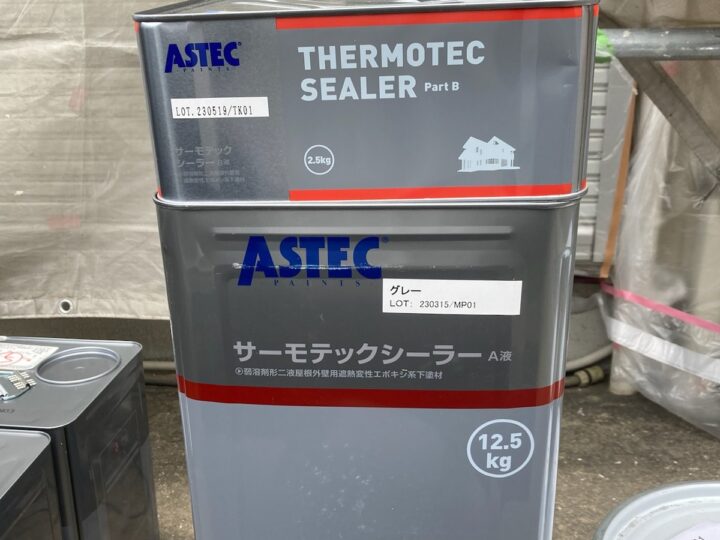 ASTEC
PAINTS
THERMOTEC
SEALER Part B
LOT.230519/TK01
サーモテック
シーラー
2.5kg
ASTEC
PAINTS
グレー
LOT: 230315/MP01
サーモテックシーラー A液
弱溶剤形二液屋根外壁用遮熱変性エポキシ系下塗材
12.5
kg